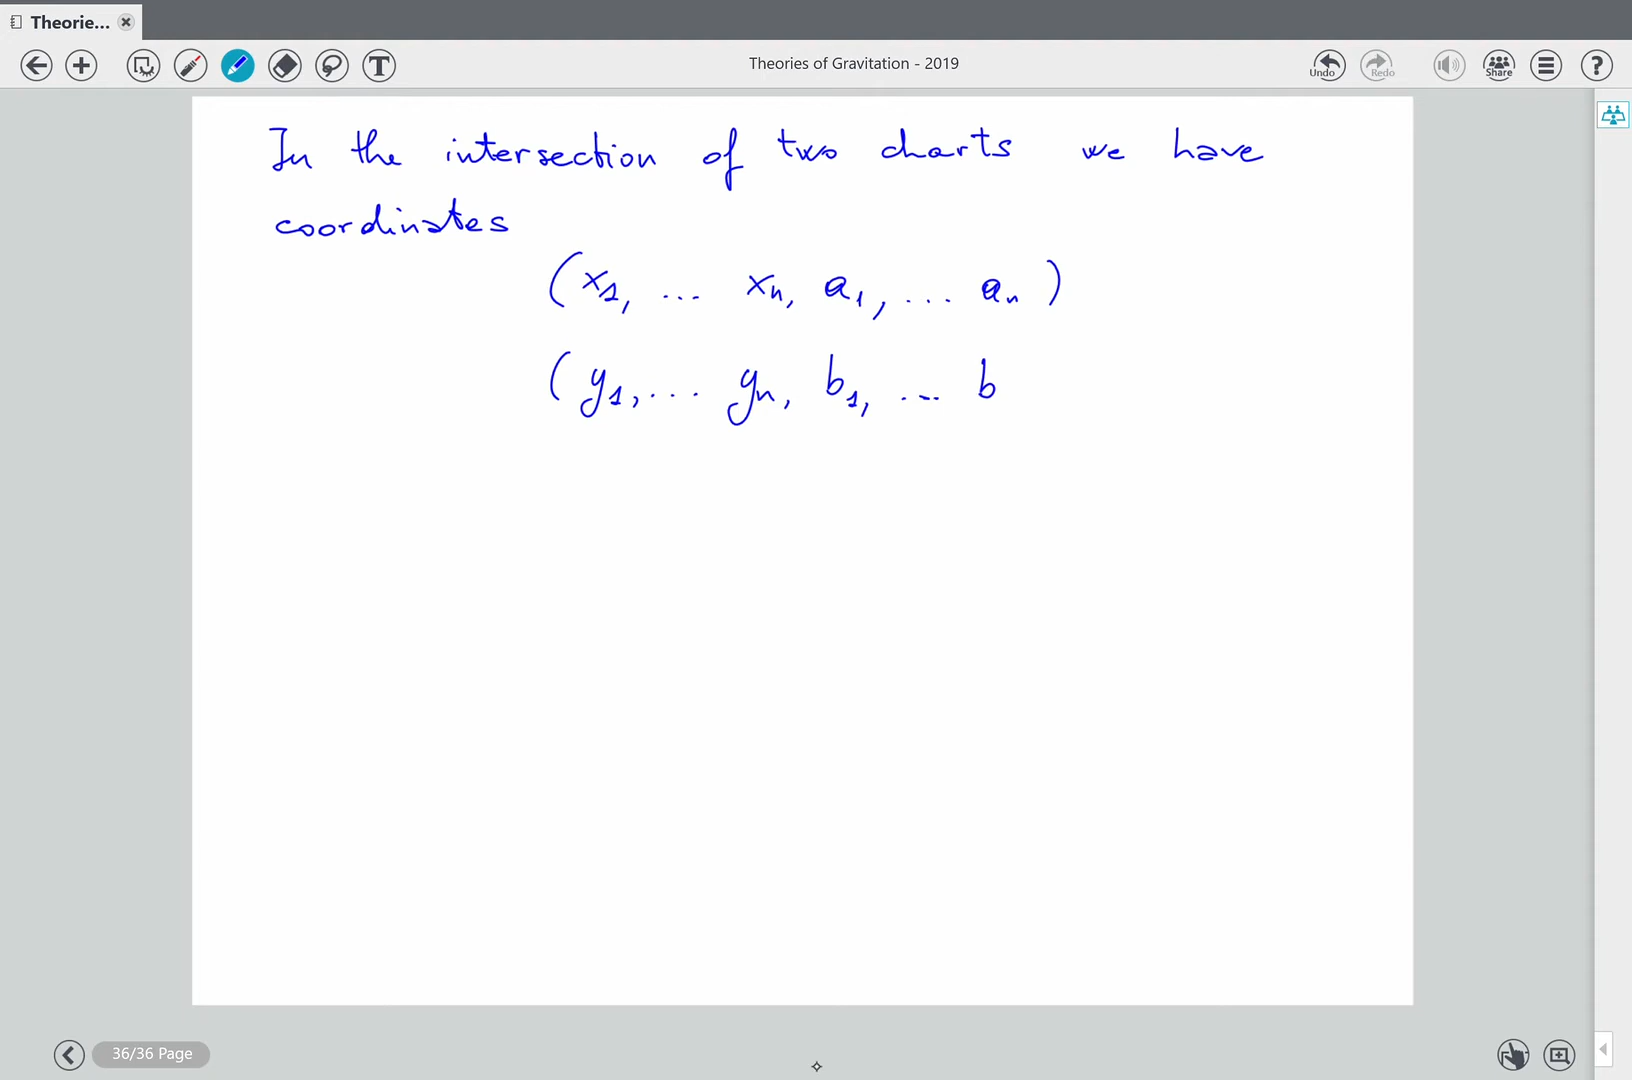 Theorie...
Theories of Gravitation - 2019
Undo
Redo
Share
In the intersection of two charts we have
coordinates
(x1, ... xn, a1, ... an)
(y1, ... yn, b1, ... b
36/36 Page